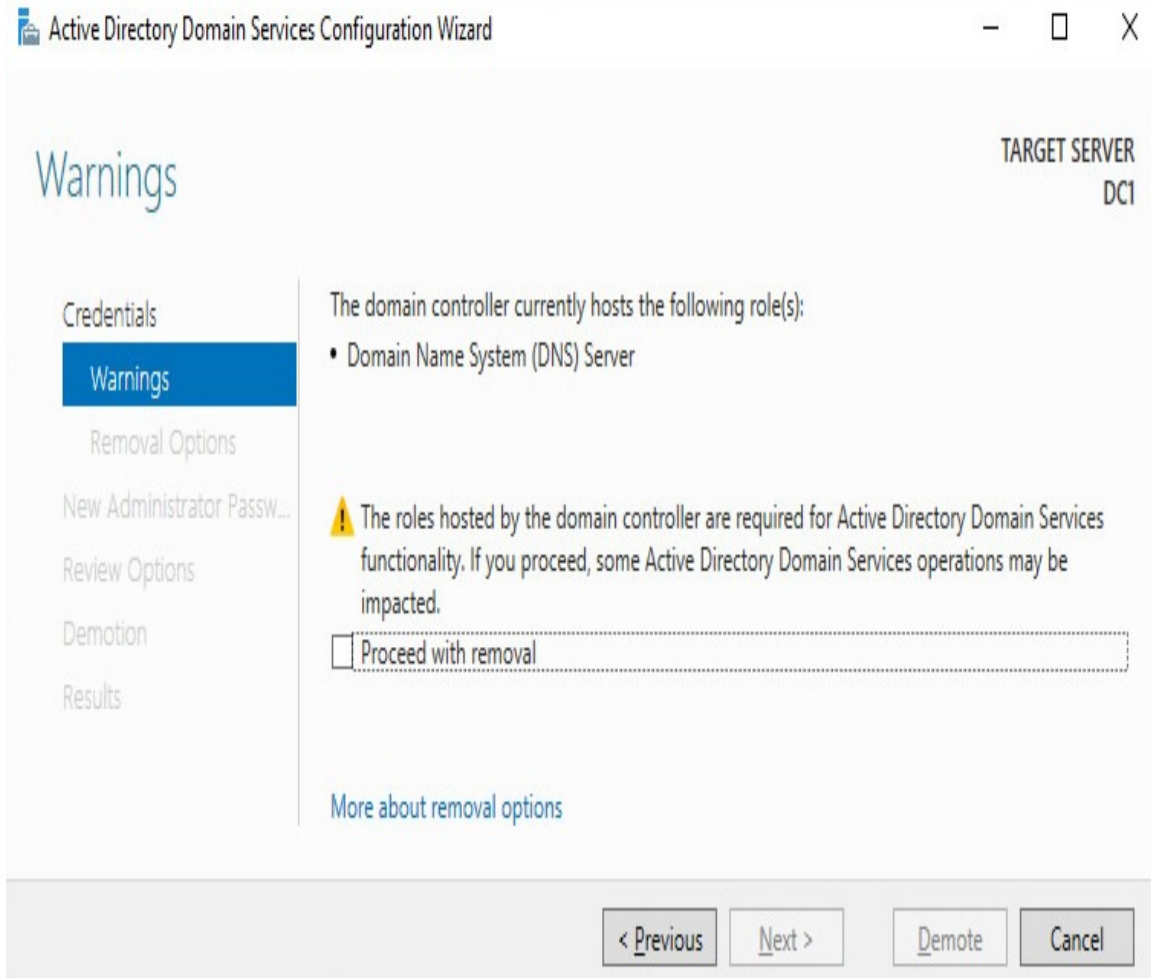 Active Directory Domain Services Configuration Wizard
Warnings
TARGET SERVER
DC1
Credentials
Warnings
Removal Options
New Administrator Passw...
Review Options
Demotion
Results
The domain controller currently hosts the following role(s):
• Domain Name System (DNS) Server
The roles hosted by the domain controller are required for Active Directory Domain Services
functionality. If you proceed, some Active Directory Domain Services operations may be
impacted.
Proceed with removal
More about removal options
< Previous
Next >
Demote
Cancel